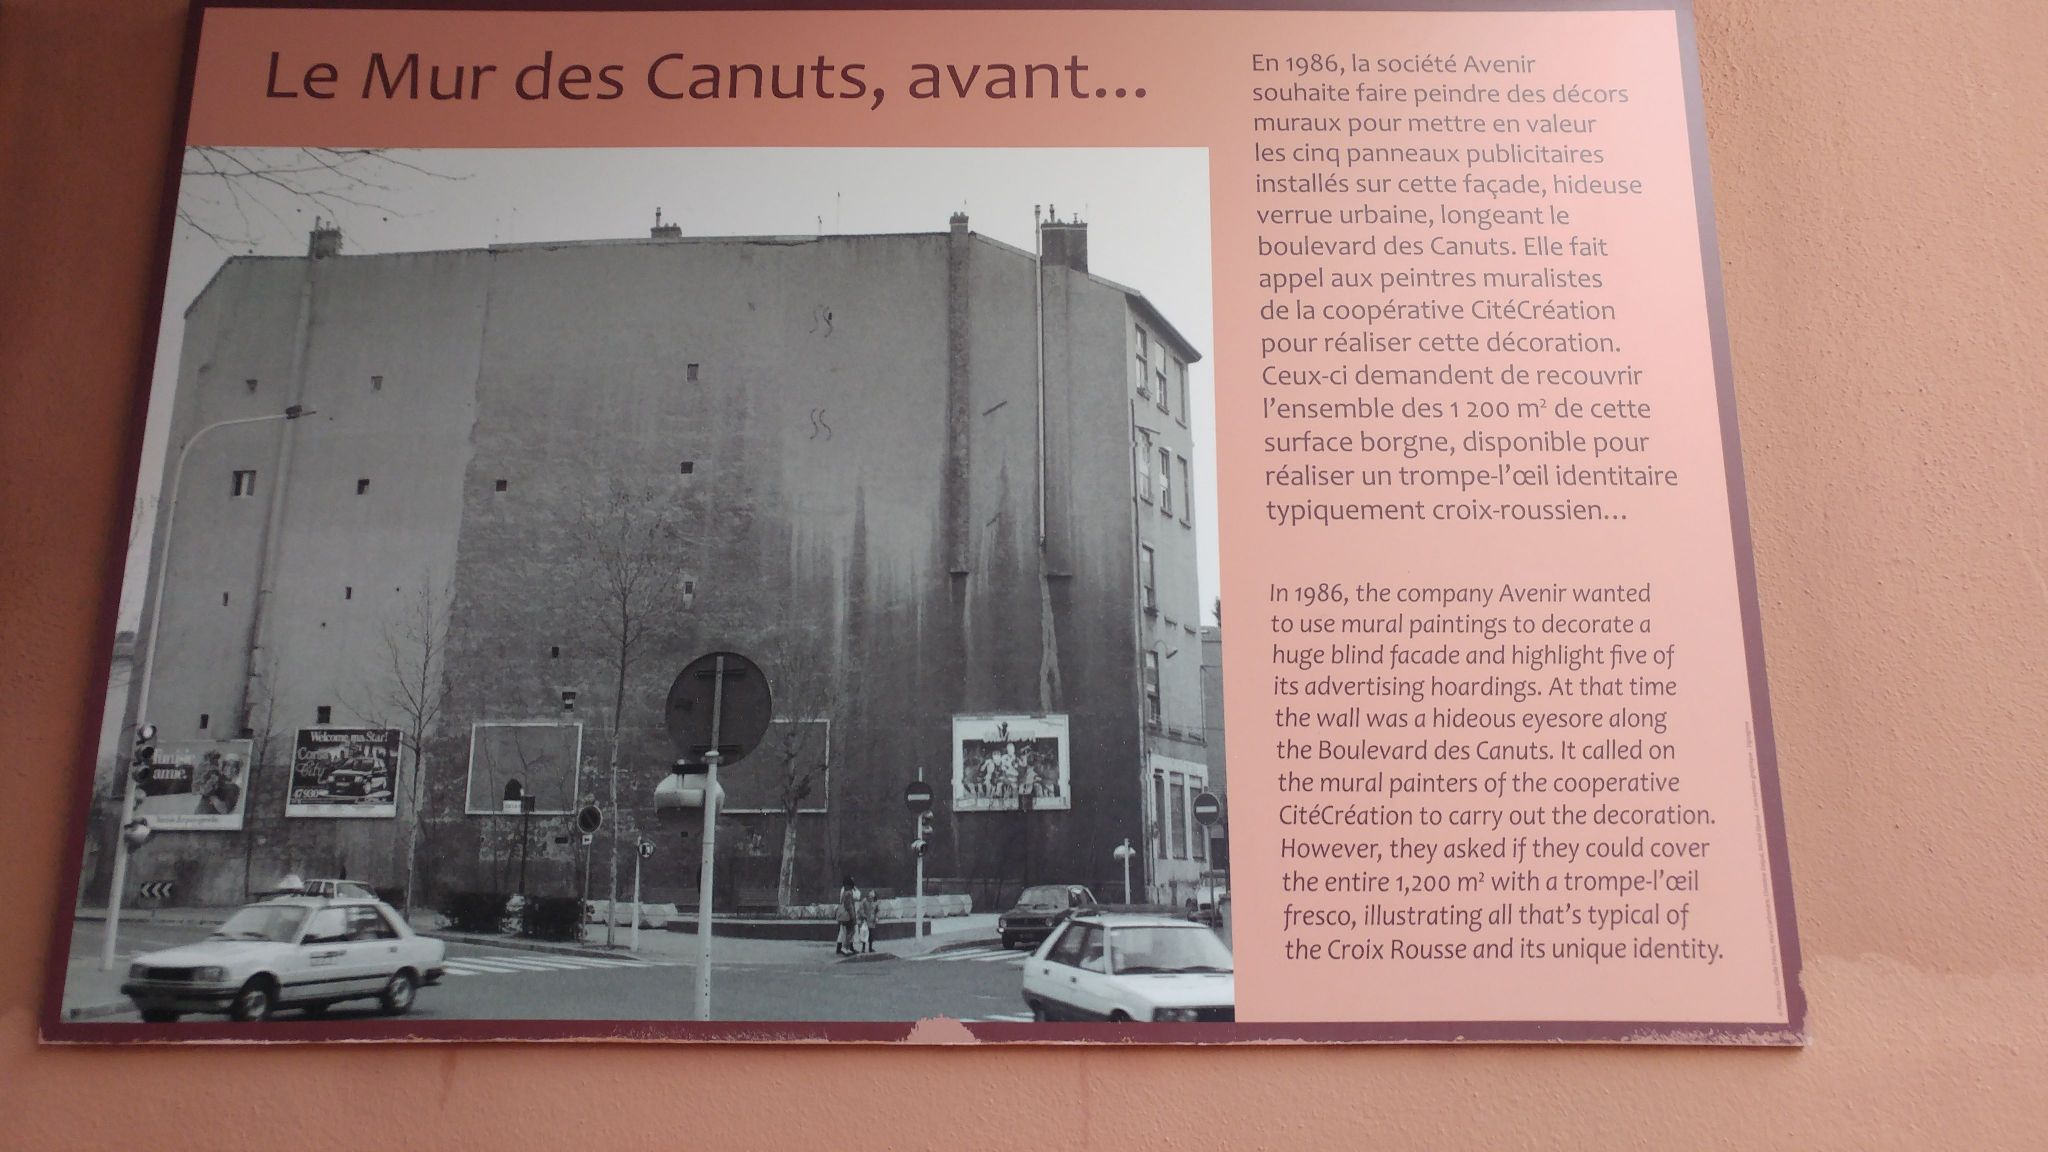 Le Mur des Canuts, avant...
En 1986, la société Avenir
souhaite faire peindre des décors
muraux pour mettre en valeur
les cinq panneaux publicitaires
installés sur cette façade, hideuse
verrue urbaine, longeant le
boulevard des Canuts. Elle fait
appel aux peintres muralistes
de la coopérative CitéCréation
pour réaliser cette décoration.
Ceux-ci demandent de recouvrir
l'ensemble des 1 200 m² de cette
surface borgne, disponible pour
réaliser un trompe-l'œil identitaire
typiquement croix-roussien...
In 1986, the company Avenir wanted
to use mural paintings to decorate a
huge blind facade and highlight five of
its advertising hoardings. At that time
the wall was a hideous eyesore along
the Boulevard des Canuts. It called on
the mural painters of the cooperative
CitéCréation to carry out the decoration.
However, they asked if they could cover
the entire 1,200 m² with a trompe-l'œil
fresco, illustrating all that's typical of
the Croix Rousse and its unique identity.
Welcome ma Star!